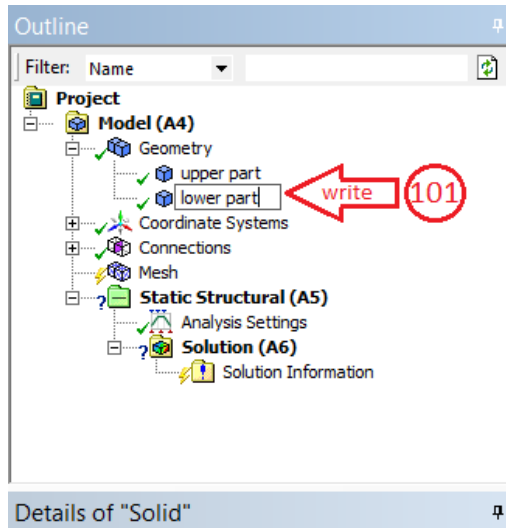 Outline
Filter: Name
Project
Model (A4)
Geometry
upper part
lower part
write
101
Coordinate Systems
Connections
Mesh
Static Structural (A5)
Analysis Settings
Solution (A6)
Solution Information
Details of "Solid"